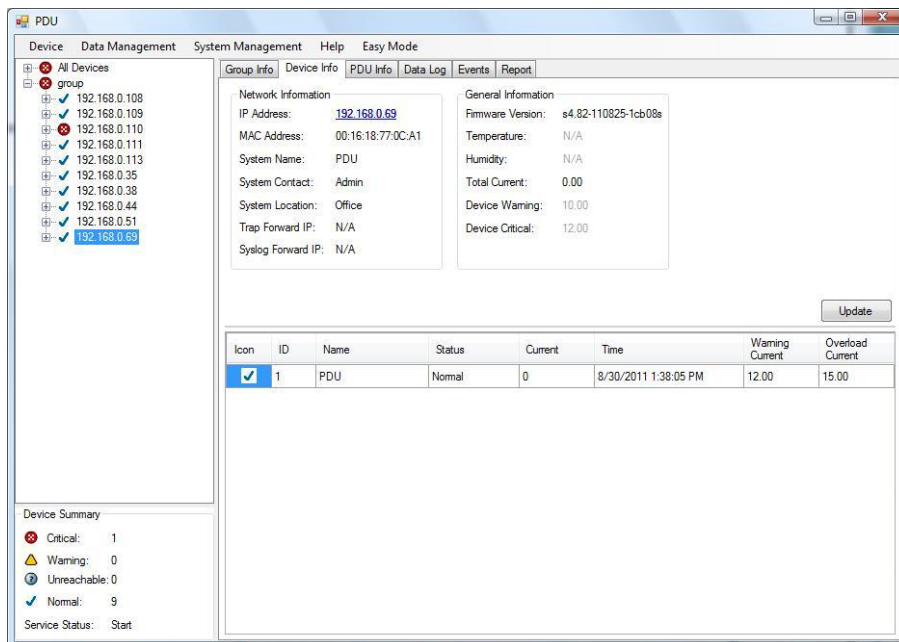 PDU
Device Data Management System Management Help Easy Mode
All Devices
group
192.168.0.108
192.168.0.109
192.168.0.110
192.168.0.111
192.168.0.113
192.168.0.35
192.168.0.38
192.168.0.44
192.168.0.51
192.168.0.69
Device Summary
Critical: 1
Warning: 0
Unreachable: 0
Normal: 9
Service Status: Start
Group Info Device Info PDU Info Data Log Events Report
Network Information
IP Address: 192.168.0.69
MAC Address: 00:16:18:77:0C:A1
System Name: PDU
System Contact: Admin
System Location: Office
Trap Forward IP: N/A
Syslog Forward IP: N/A
General Information
Firmware Version: s4.82-110825-1cb08s
Temperature: N/A
Humidity: N/A
Total Current: 0.00
Device Warning: 10.00
Device Critical: 12.00
Update
Icon ID Name Status Current Time Warning Current Overload Current
1 PDU Normal 0 8/30/2011 1:38:05 PM 12.00 15.00